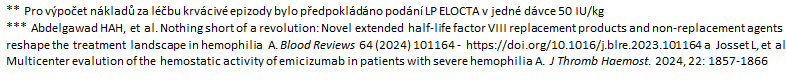 ** Pro výpočet nákladů za léčbu krvácivé epizody bylo předpokládáno podání LP ELOCTA v jedné dávce 50 IU/kg
*** Abdelgawad HAH, et al. Nothing short of a revolution: Novel extended half-life factor VIII replacement products and non-replacement agents
reshape the treatment landscape in hemophilia A. Blood Reviews 64 (2024) 101164 - https://doi.org/10.1016/j.blre.2023.101164 a Josset L, et al
Multicenter evalution of the hemostatic activity of emicizumab in patients with severe hemophilia A. J Thromb Haemost. 2024, 22: 1857-1866